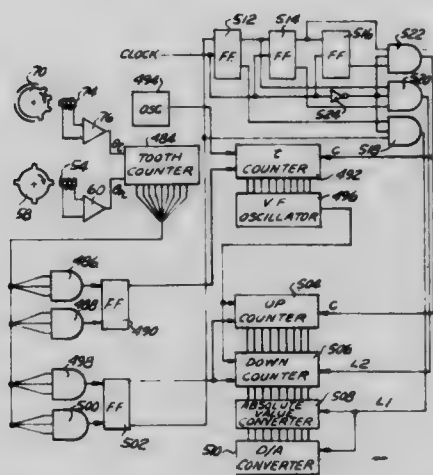 512
514
516
522
CLOCK
FF
FF
FF
520
70
74
494
76
OSC
524
518
484
θc
TOOTH COUNTER
τ COUNTER
C
54
492
60
θL
V F OSCILLATOR
496
58
486
504
FF
UP COUNTER
C
488
490
506
DOWN COUNTER
L2
498
508
ABSOLUTE VALUE CONVERTER
L1
FF
500
502
510
D/A CONVERTER